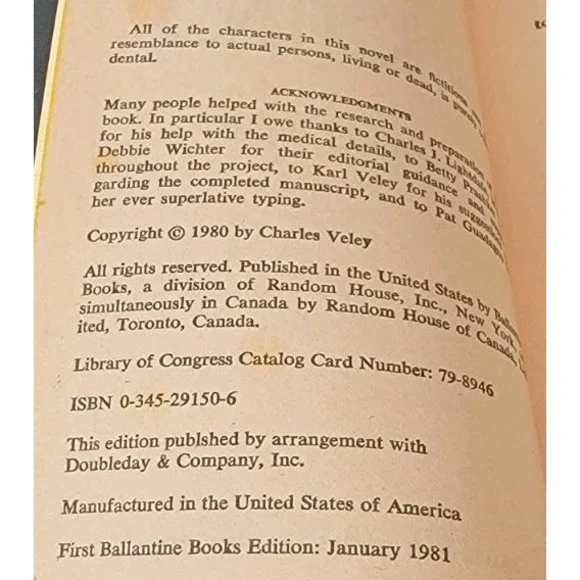 All of the characters in this novel are fictitious
resemblance to actual persons, living or dead, is
dental.
ACKNOWLEDGMENTS
Many people helped with the research and preparation
book. In particular I owe thanks to Charles J. Lightdale
for his help with the medical details, to Betty
Debbie Wichter for their editorial guidance and
throughout the project, to Karl Veley for his
garding the completed manuscript, and to Pat
her ever superlative typing.
Copyright © 1980 by Charles Veley
All rights reserved. Published in the United States by
Books, a division of Random House, Inc., New York
simultaneously in Canada by Random House of Canada,
ited, Toronto, Canada.
Library of Congress Catalog Card Number: 79-8946
ISBN 0-345-29150-6
This edition publshed by arrangement with
Doubleday & Company, Inc.
Manufactured in the United States of America
First Ballantine Books Edition: January 1981